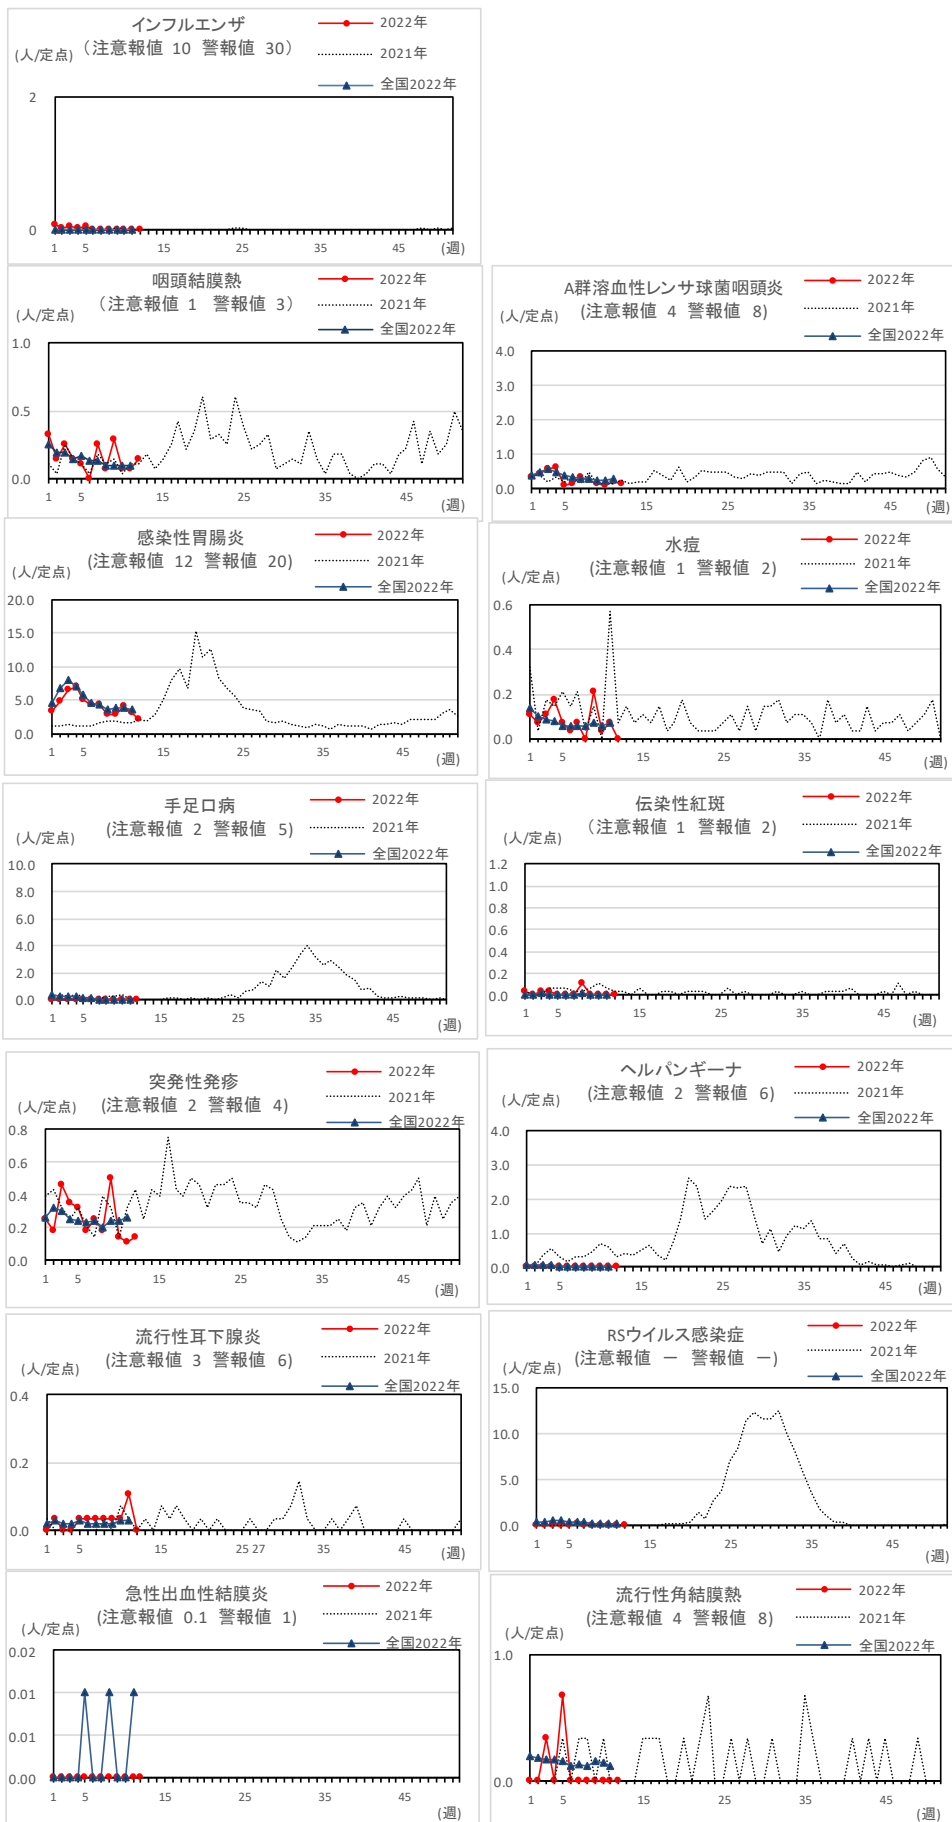 インフルエンザ
（注意報値 10 警報値 30）
(人/定点)
2022年
2021年
全国2022年
2
0
1 5 15 25 35 45
(週)
咽頭結膜熱
（注意報値 1 警報値 3）
(人/定点)
2022年
2021年
全国2022年
1.0
0.5
0.0
1 5 15 25 35 45
(週)
A群溶血性レンサ球菌咽頭炎
(注意報値 4 警報値 8)
(人/定点)
2022年
2021年
全国2022年
4.0
3.0
2.0
1.0
0.0
1 5 15 25 35 45
(週)
感染性胃腸炎
(注意報値 12 警報値 20)
(人/定点)
2022年
2021年
全国2022年
20.0
15.0
10.0
5.0
0.0
1 5 15 25 35 45
(週)
水痘
(注意報値 1 警報値 2)
(人/定点)
2022年
2021年
全国2022年
0.6
0.4
0.2
0.0
1 5 15 25 35 45
(週)
手足口病
(注意報値 2 警報値 5)
(人/定点)
2022年
2021年
全国2022年
10.0
8.0
6.0
4.0
2.0
0.0
1 5 15 25 35 45
(週)
伝染性紅斑
（注意報値 1 警報値 2）
(人/定点)
2022年
2021年
全国2022年
1.2
1.0
0.8
0.6
0.4
0.2
0.0
1 5 15 25 35 45
(週)
突発性発疹
(注意報値 2 警報値 4)
(人/定点)
2022年
2021年
全国2022年
0.8
0.6
0.4
0.2
0.0
1 5 15 25 35 45
(週)
ヘルパンギーナ
(注意報値 2 警報値 6)
(人/定点)
2022年
2021年
全国2022年
4.0
3.0
2.0
1.0
0.0
1 5 15 25 35 45
(週)
流行性耳下腺炎
(注意報値 3 警報値 6)
(人/定点)
2022年
2021年
全国2022年
0.4
0.2
0.0
1 5 15 25 27 35 45
(週)
RSウイルス感染症
(注意報値 － 警報値 －)
(人/定点)
2022年
2021年
全国2022年
15.0
10.0
5.0
0.0
1 5 15 25 35 45
(週)
急性出血性結膜炎
(注意報値 0.1 警報値 1)
(人/定点)
2022年
2021年
全国2022年
0.02
0.01
0.01
0.00
1 5 15 25 35 45
(週)
流行性角結膜熱
(注意報値 4 警報値 8)
(人/定点)
2022年
2021年
全国2022年
1.0
0.0
1 5 15 25 35 45
(週)